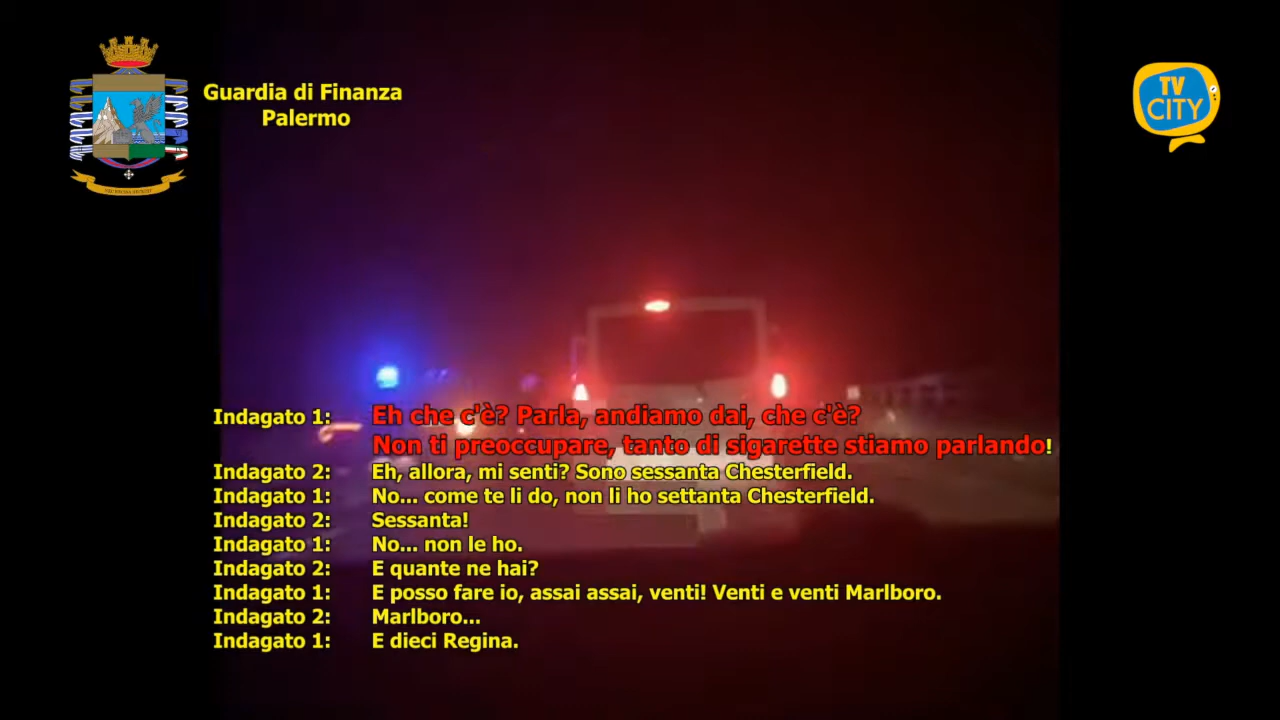 Guardia di Finanza
Palermo
TV
CITY
Indagato 1: Eh che c'è? Parla, andiamo dai, che c'è?
Non ti preoccupare, tanto di sigarette stiamo parlando!
Indagato 2: Eh, allora, mi senti? Sono sessanta Chesterfield.
Indagato 1: No... come te li do, non li ho settanta Chesterfield.
Indagato 2: Sessanta!
Indagato 1: No... non le ho.
Indagato 2: E quante ne hai?
Indagato 1: E posso fare io, assai assai, venti! Venti e venti Marlboro.
Indagato 2: Marlboro...
Indagato 1: E dieci Regina.